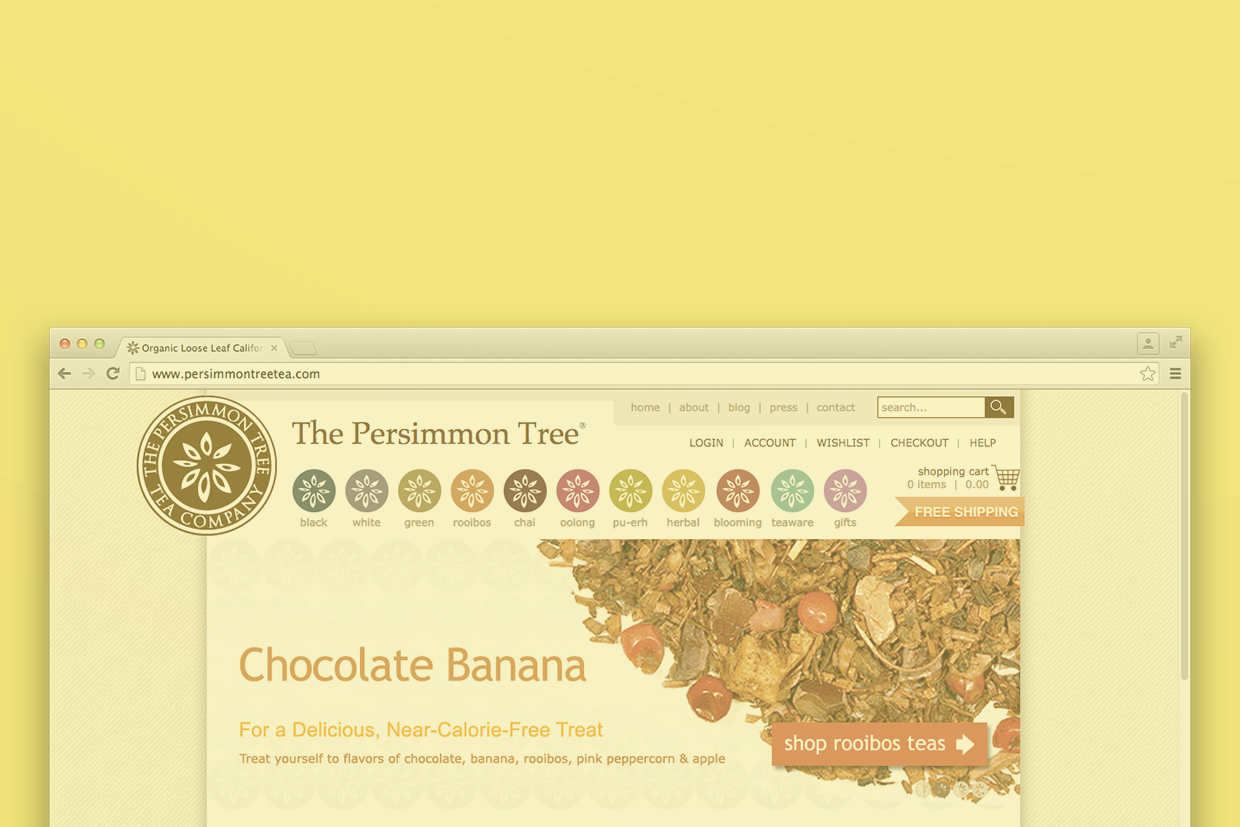 Organic Loose Leaf Califor
www.persimmontreetea.com
THE PERSIMMON TREE
TEA COMPANY
The Persimmon Tree®
home | about | blog | press | contact
search...
LOGIN | ACCOUNT | WISHLIST | CHECKOUT | HELP
shopping cart
0 items | 0.00
FREE SHIPPING
black white green rooibos chai oolong pu-erh herbal blooming teaware gifts
Chocolate Banana
For a Delicious, Near-Calorie-Free Treat
Treat yourself to flavors of chocolate, banana, rooibos, pink peppercorn & apple
shop rooibos teas